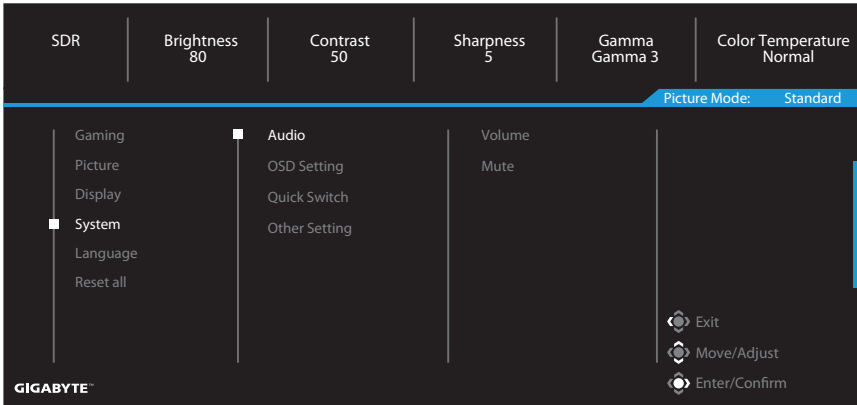 SDR
Brightness
80
Contrast
50
Sharpness
5
Gamma
Gamma 3
Color Temperature
Normal
Picture Mode: Standard
Gaming
Picture
Display
System
Language
Reset all
Audio
OSD Setting
Quick Switch
Other Setting
Volume
Mute
Exit
Move/Adjust
Enter/Confirm
GIGABYTE™